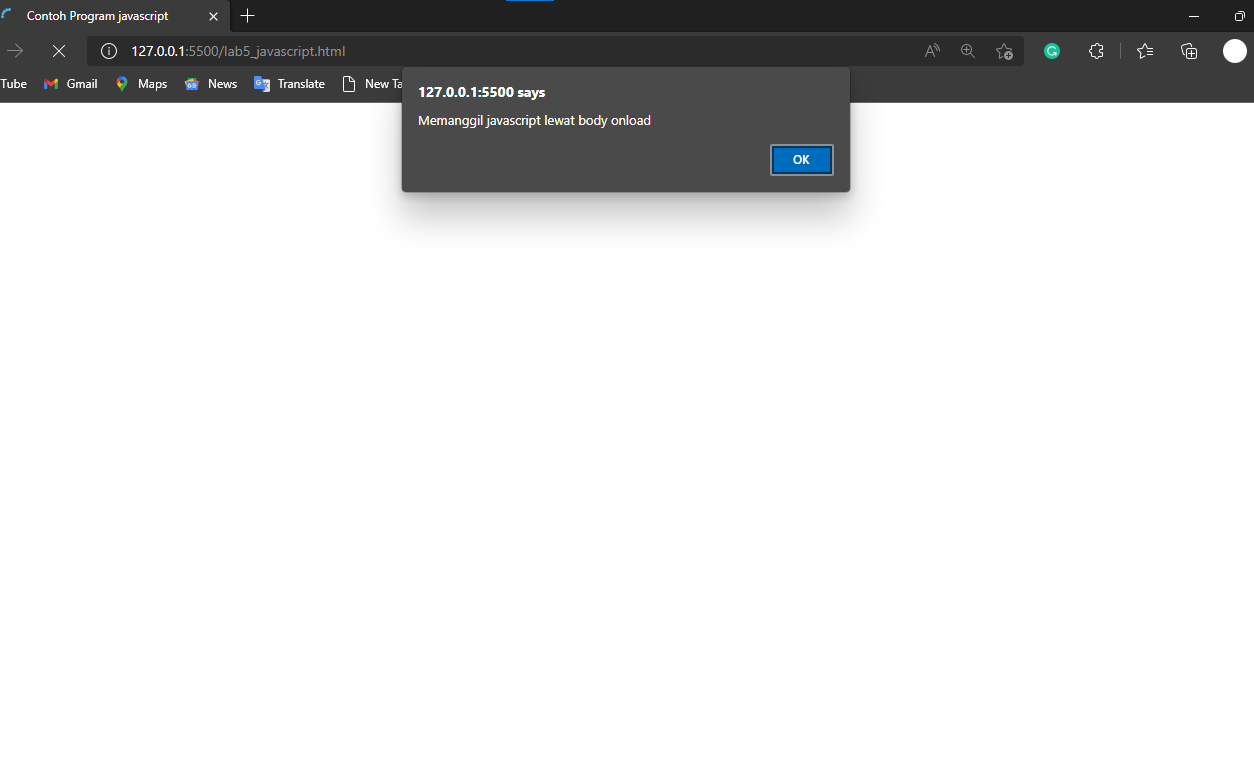 Contoh Program javascript
127.0.0.1:5500/lab5_javascript.html
Tube Gmail Maps News Translate New Ta
127.0.0.1:5500 says
Memanggil javascript lewat body onload
OK